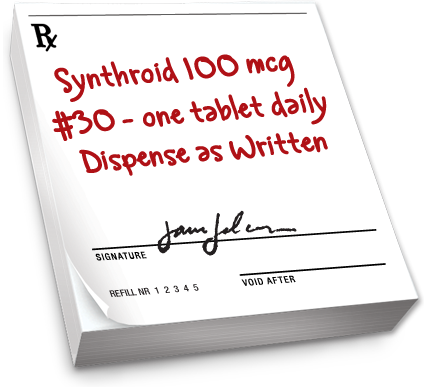 Rx
Synthroid 100 mcg
#30 - one tablet daily
Dispense as Written
SIGNATURE
REFILL NR 1 2 3 4 5
VOID AFTER